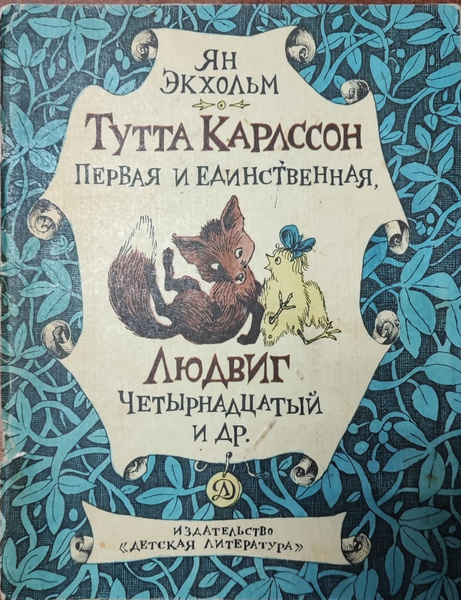 ЯН
ЭКХОЛЬМ
ТУТТА КАРЛССОН
ПЕРВАЯ И ЕДИНСТВЕННАЯ,
ЛЮДВИГ
ЧЕТЫРНАДЦАТЫЙ
И ДР.
Д
ИЗДАТЕЛЬСТВО
«ДЕТСКАЯ ЛИТЕРАТУРА»